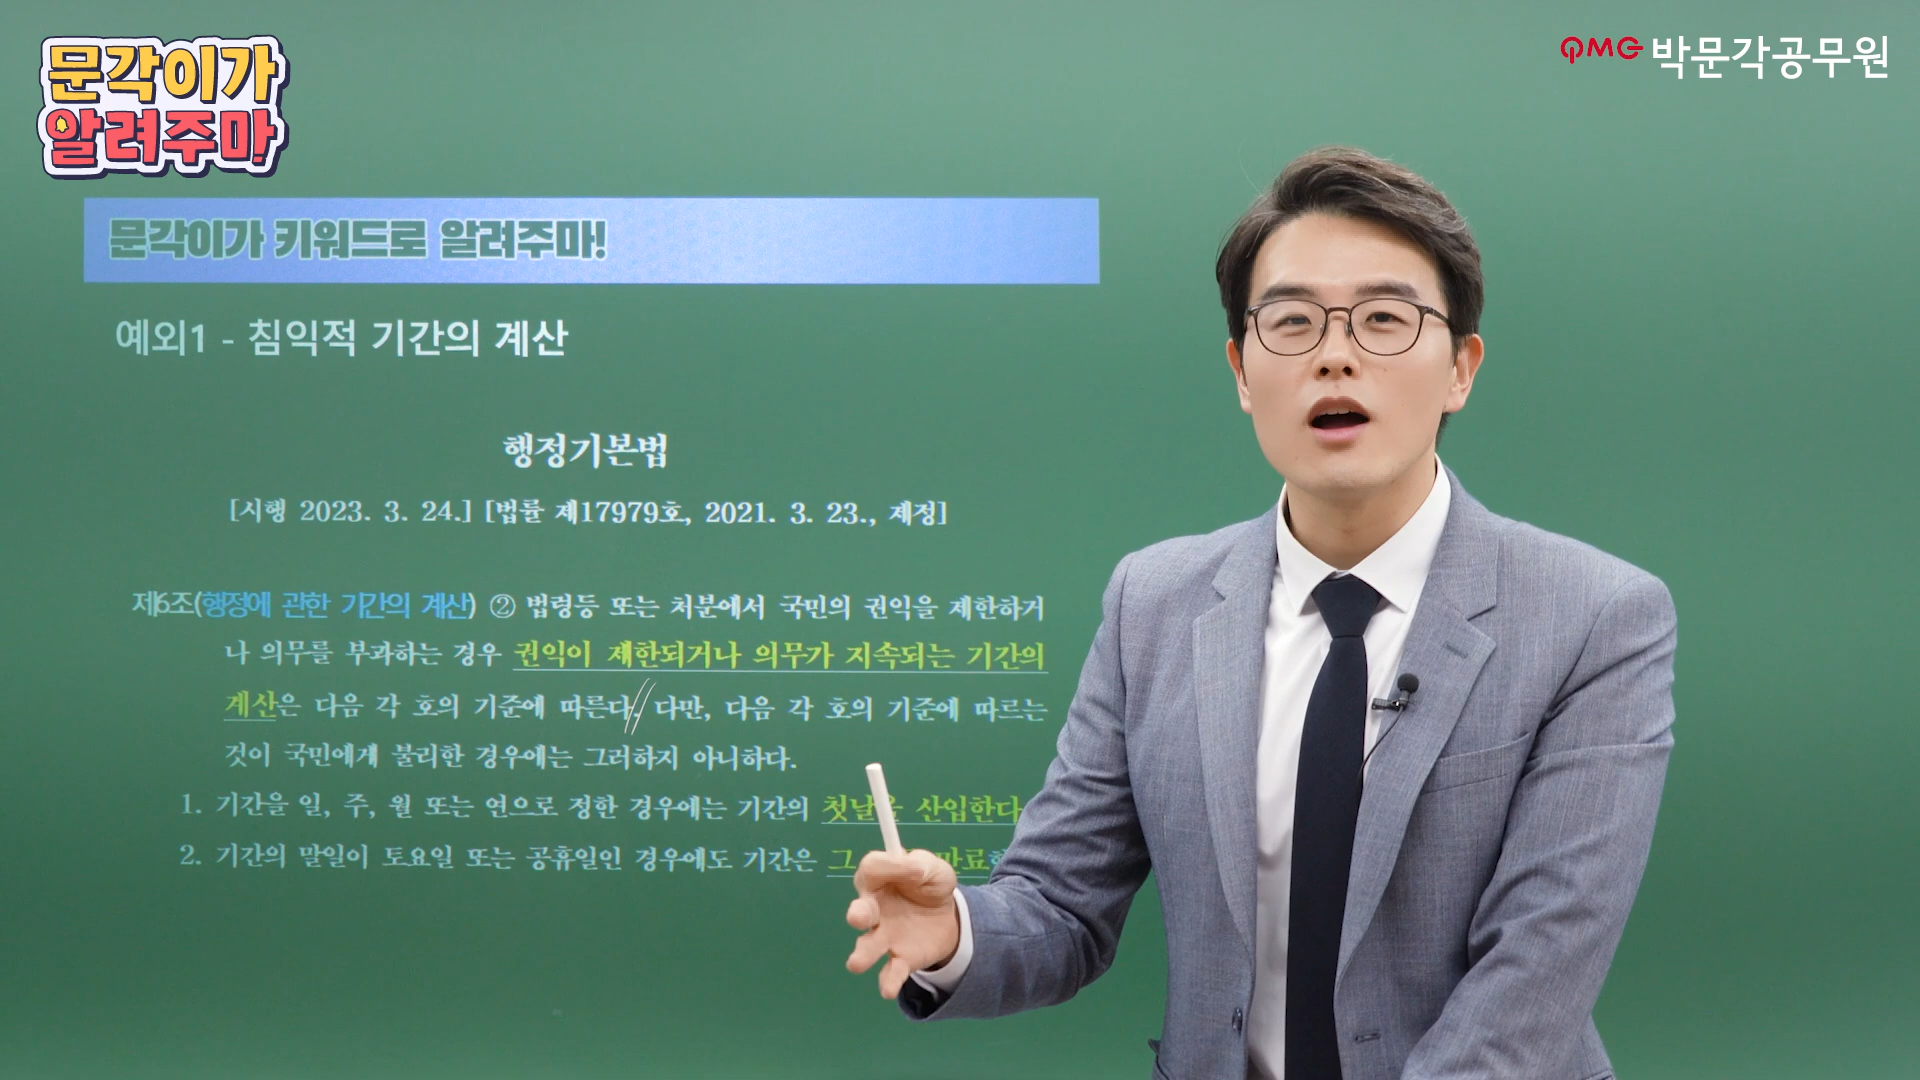 문각이가
알려주마
PMG 박문각공무원
문각이가 키워드로 알려주마!
예외1 - 침익적 기간의 계산
행정기본법
[시행 2023. 3. 24.] [법률 제17979호, 2021. 3. 23., 제정]
제6조(행정에 관한 기간의 계산) ② 법령등 또는 처분에서 국민의 권익을 제한하거
나 의무를 부과하는 경우 권익이 제한되거나 의무가 지속되는 기간의
계산은 다음 각 호의 기준에 따른다. 다만, 다음 각 호의 기준에 따르는
것이 국민에게 불리한 경우에는 그러하지 아니하다.
1. 기간을 일, 주, 월 또는 연으로 정한 경우에는 기간의 첫날을 산입한다
2. 기간의 말일이 토요일 또는 공휴일인 경우에도 기간은 그